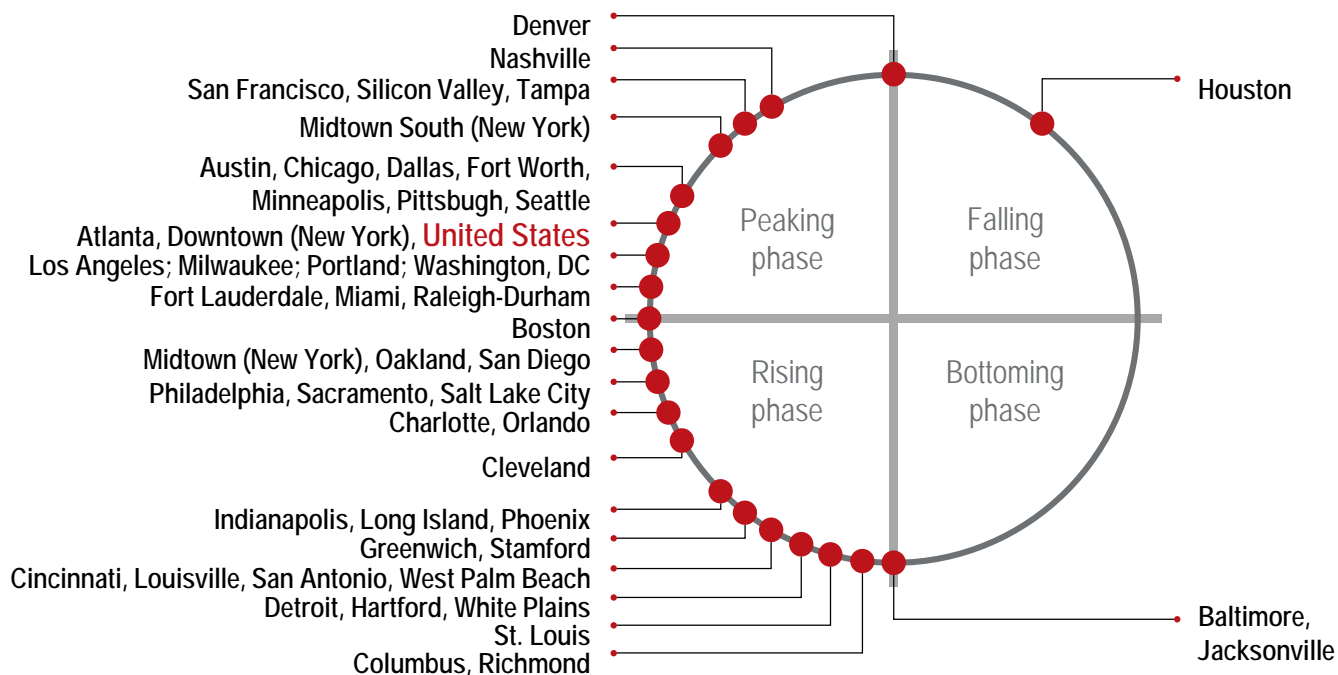 Denver
Nashville
San Francisco, Silicon Valley, Tampa
Midtown South (New York)
Austin, Chicago, Dallas, Fort Worth,
Minneapolis, Pittsbugh, Seattle
Atlanta, Downtown (New York), United States
Los Angeles; Milwaukee; Portland; Washington, DC
Fort Lauderdale, Miami, Raleigh-Durham
Boston
Midtown (New York), Oakland, San Diego
Philadelphia, Sacramento, Salt Lake City
Charlotte, Orlando
Cleveland
Indianapolis, Long Island, Phoenix
Greenwich, Stamford
Cincinnati, Louisville, San Antonio, West Palm Beach
Detroit, Hartford, White Plains
St. Louis
Columbus, Richmond
Peaking
phase
Falling
phase
Rising
phase
Bottoming
phase
Houston
Baltimore,
Jacksonville